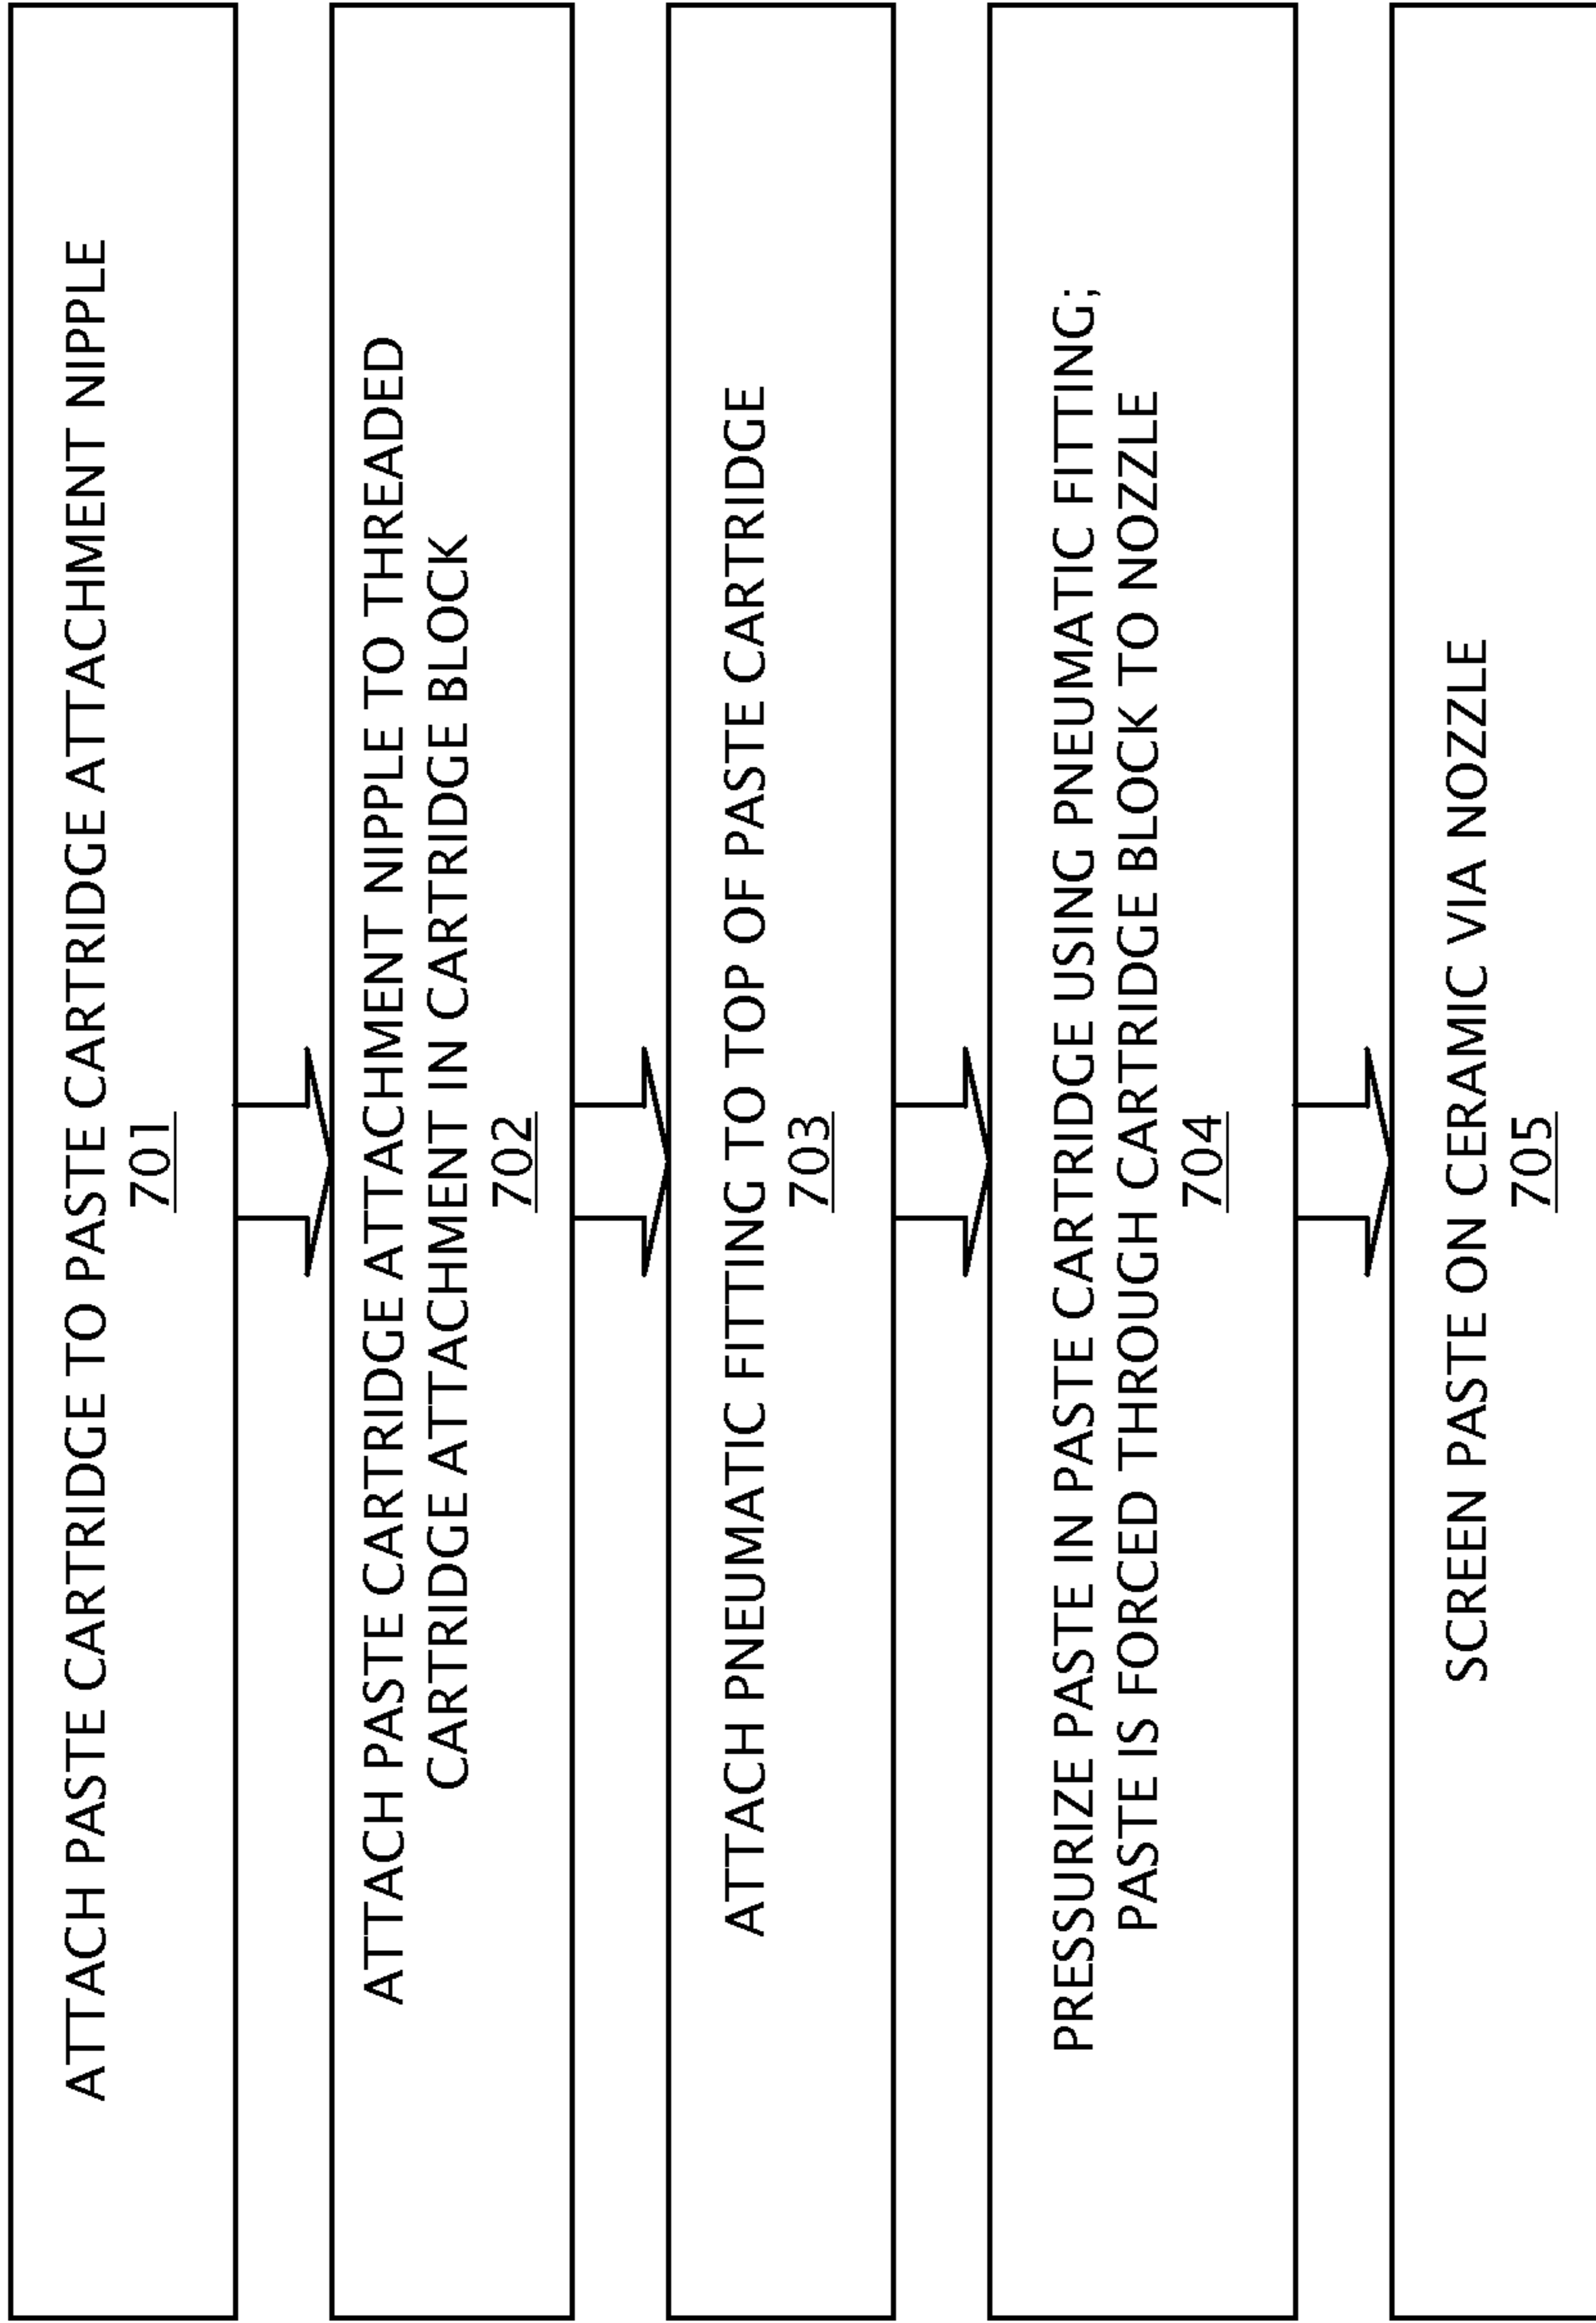 ATTACH PASTE CARTRIDGE TO PASTE CARTRIDGE ATTACHMENT NIPPLE
701
ATTACH PASTE CARTRIDGE ATTACHMENT NIPPLE TO THREADED
CARTRIDGE ATTACHMENT IN CARTRIDGE BLOCK
702
ATTACH PNEUMATIC FITTING TO TOP OF PASTE CARTRIDGE
703
PRESSURIZE PASTE IN PASTE CARTRIDGE USING PNEUMATIC FITTING;
PASTE IS FORCED THROUGH CARTRIDGE BLOCK TO NOZZLE
704
SCREEN PASTE ON CERAMIC VIA NOZZLE
705